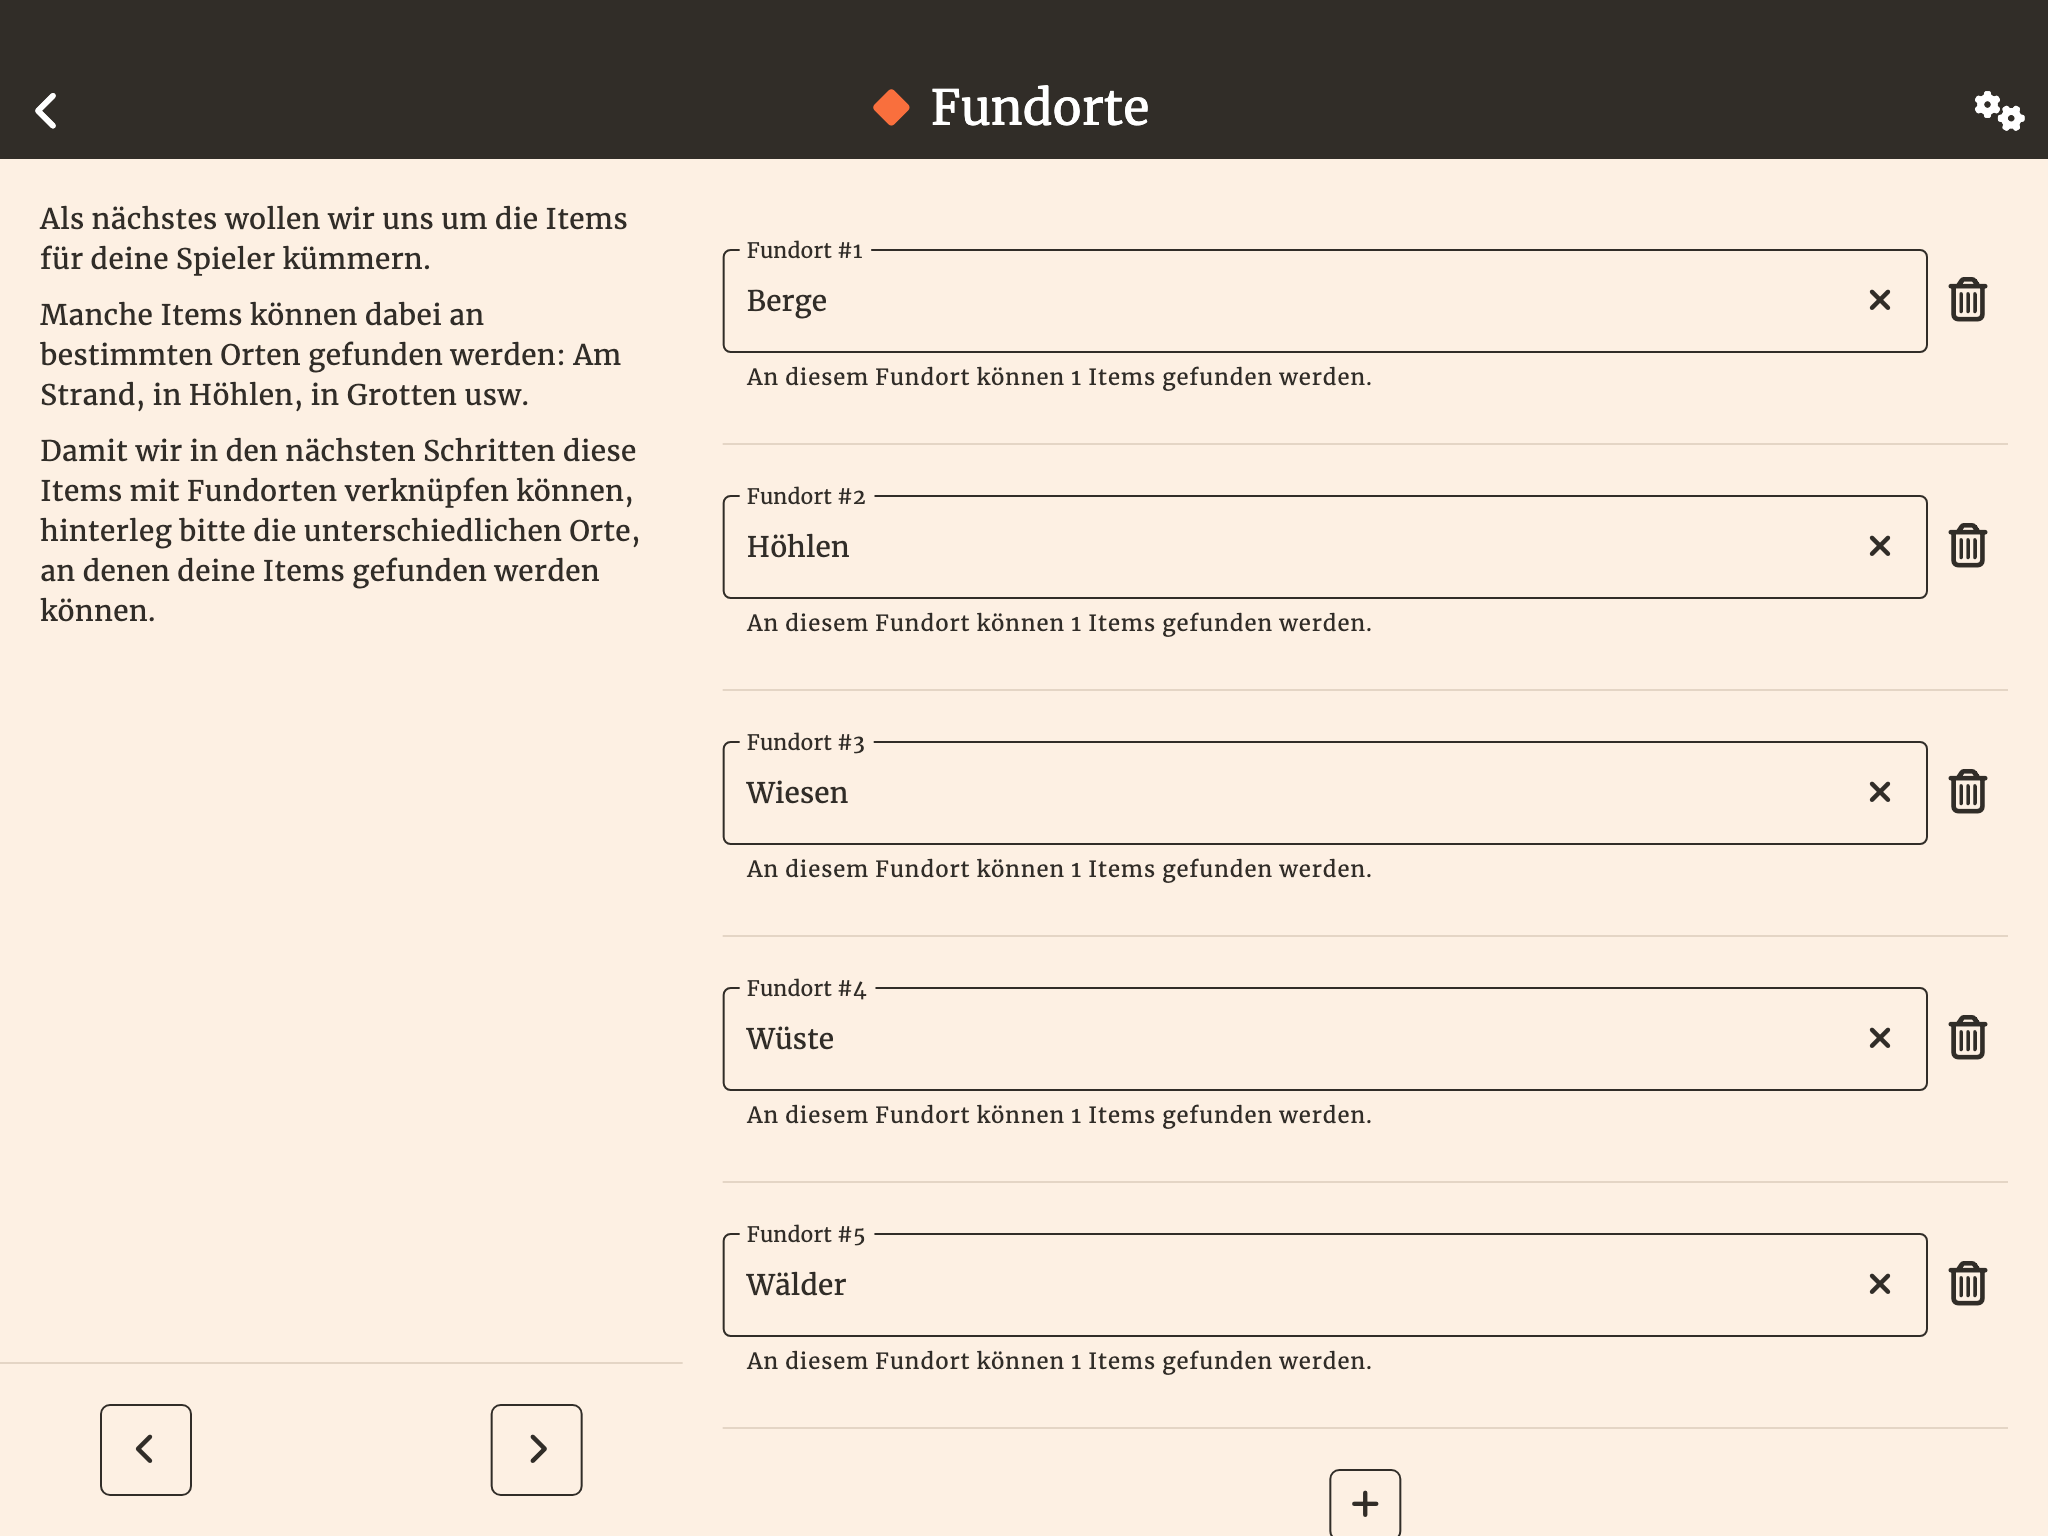 Fundorte
Als nächstes wollen wir uns um die Items
für deine Spieler kümmern.
Manche Items können dabei an
bestimmten Orten gefunden werden: Am
Strand, in Höhlen, in Grotten usw.
Damit wir in den nächsten Schritten diese
Items mit Fundorten verknüpfen können,
hinterleg bitte die unterschiedlichen Orte,
an denen deine Items gefunden werden
können.
Fundort #1
Berge
An diesem Fundort können 1 Items gefunden werden.
Fundort #2
Höhlen
An diesem Fundort können 1 Items gefunden werden.
Fundort #3
Wiesen
An diesem Fundort können 1 Items gefunden werden.
Fundort #4
Wüste
An diesem Fundort können 1 Items gefunden werden.
Fundort #5
Wälder
An diesem Fundort können 1 Items gefunden werden.